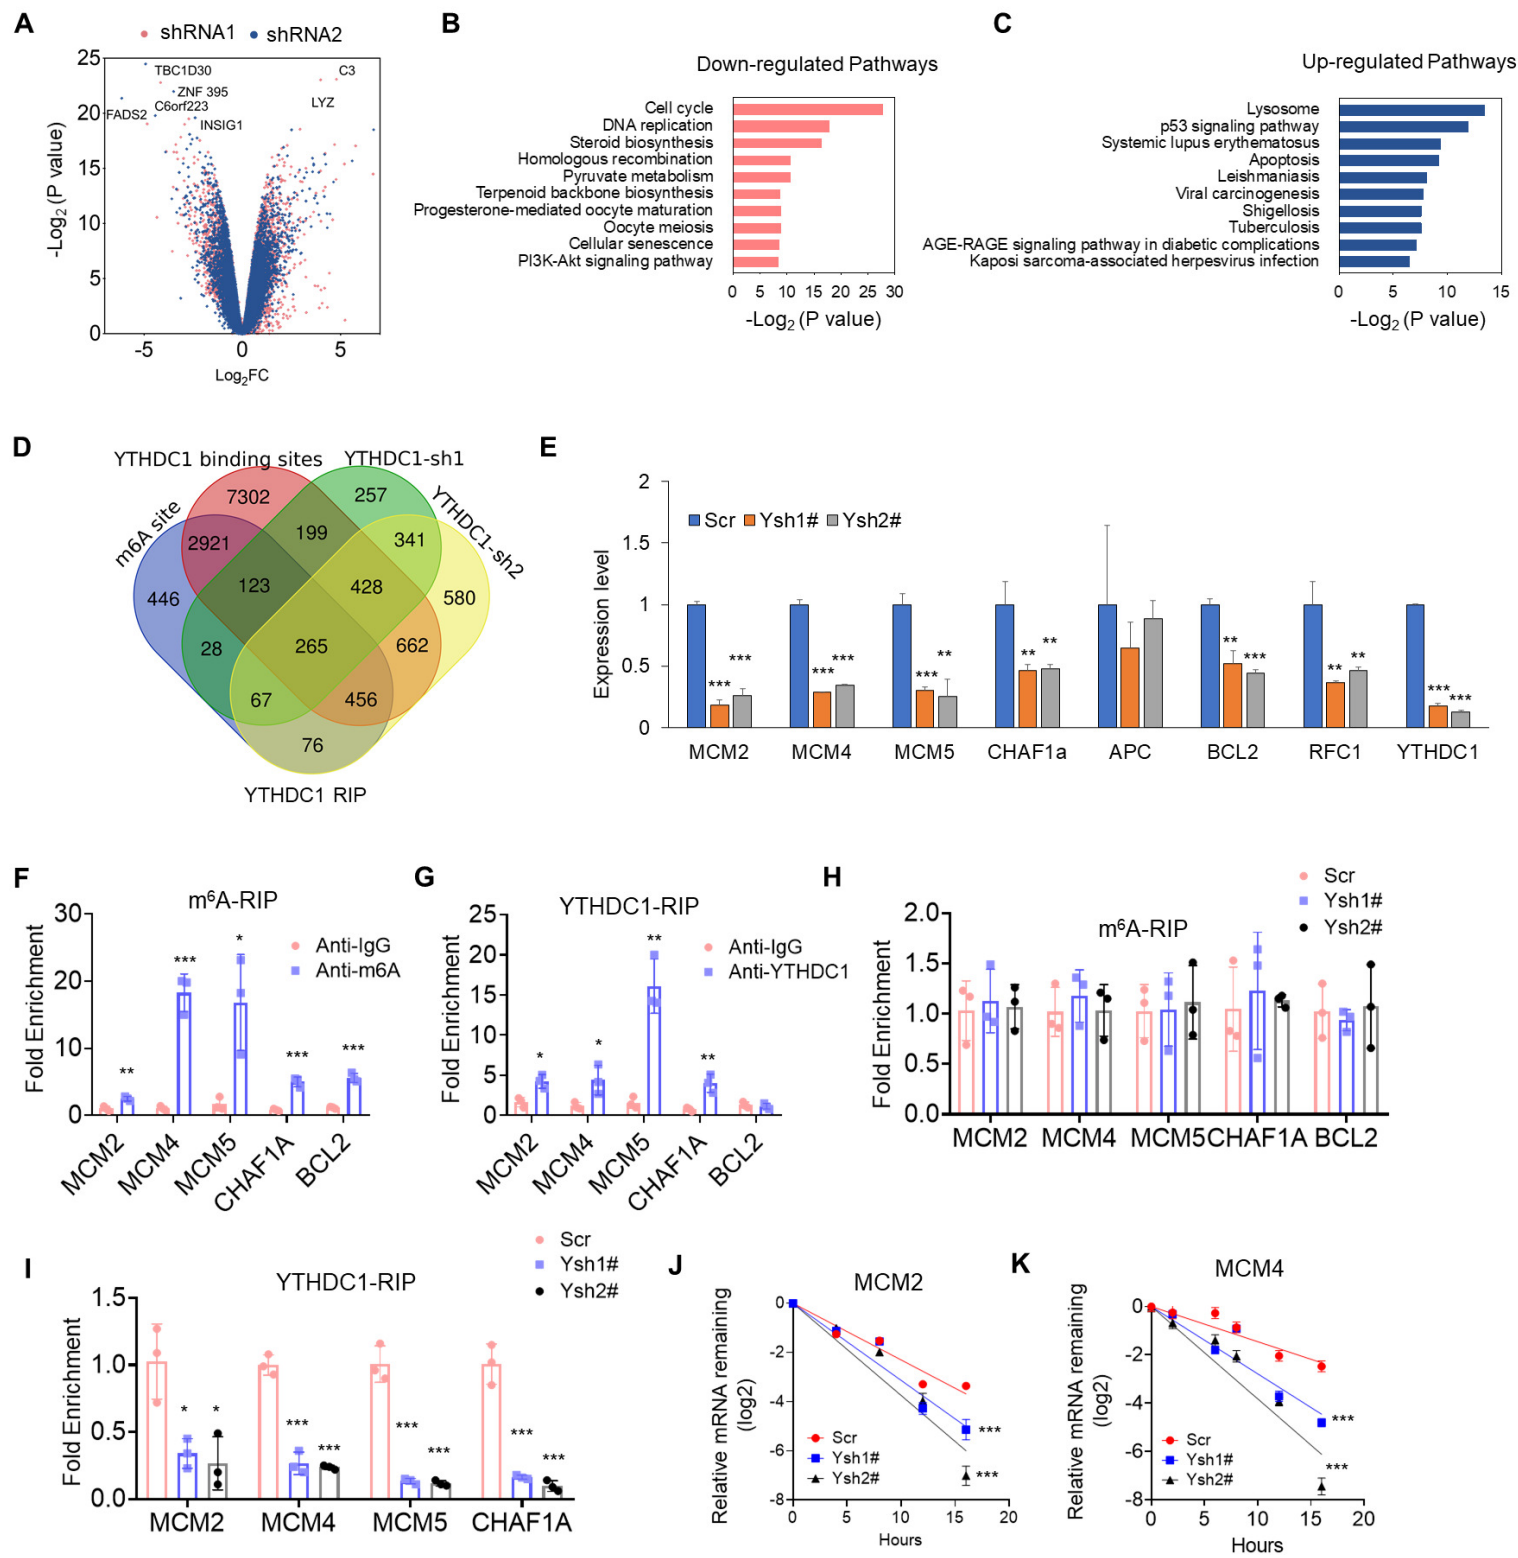 A
shRNA1 shRNA2
25
20
15
10
5
0
-Log2 (P value)
TBC1D30
ZNF 395
C6orf223
FADS2
INSIG1
C3
LYZ
-5 0 5
Log2FC
B
Down-regulated Pathways
Cell cycle
DNA replication
Steroid biosynthesis
Homologous recombination
Pyruvate metabolism
Terpenoid backbone biosynthesis
Progesterone-mediated oocyte maturation
Oocyte meiosis
Cellular senescence
PI3K-Akt signaling pathway
0 5 10 15 20 25 30
-Log2 (P value)
C
Up-regulated Pathways
Lysosome
p53 signaling pathway
Systemic lupus erythematosus
Apoptosis
Leishmaniasis
Viral carcinogenesis
Shigellosis
Tuberculosis
AGE-RAGE signaling pathway in diabetic complications
Kaposi sarcoma-associated herpesvirus infection
0 5 10 15
-Log2 (P value)
D
YTHDC1 binding sites YTHDC1-sh1
m6A site
YTHDC1-sh2
7302 257
2921 199 341
446 123 428 580
28 265 662
67 456
76
YTHDC1 RIP
E
2
1.5
1
0.5
0
Expression level
Scr Ysh1# Ysh2#
*** *** *** *** *** ** ** ** ** *** ** ** *** ***
MCM2 MCM4 MCM5 CHAF1a APC BCL2 RFC1 YTHDC1
F
m6A-RIP
30
20
10
0
Fold Enrichment
Anti-IgG
Anti-m6A
** *** * *** ***
MCM2 MCM4 MCM5 CHAF1A BCL2
G
YTHDC1-RIP
25
20
15
10
5
0
Fold Enrichment
Anti-IgG
Anti-YTHDC1
* * ** **
MCM2 MCM4 MCM5 CHAF1A BCL2
H
Scr
Ysh1#
Ysh2#
m6A-RIP
2.0
1.5
1.0
0.5
0.0
Fold Enrichment
MCM2 MCM4 MCM5 CHAF1A BCL2
I
Scr
Ysh1#
Ysh2#
YTHDC1-RIP
1.5
1.0
0.5
0.0
Fold Enrichment
* * *** *** *** *** *** ***
MCM2 MCM4 MCM5 CHAF1A
J
MCM2
Relative mRNA remaining
(log2)
0
-2
-4
-6
-8
***
***
Scr
Ysh1#
Ysh2#
0 5 10 15 20
Hours
K
MCM4
Relative mRNA remaining
(log2)
0
-2
-4
-6
-8
***
***
Scr
Ysh1#
Ysh2#
0 5 10 15 20
Hours